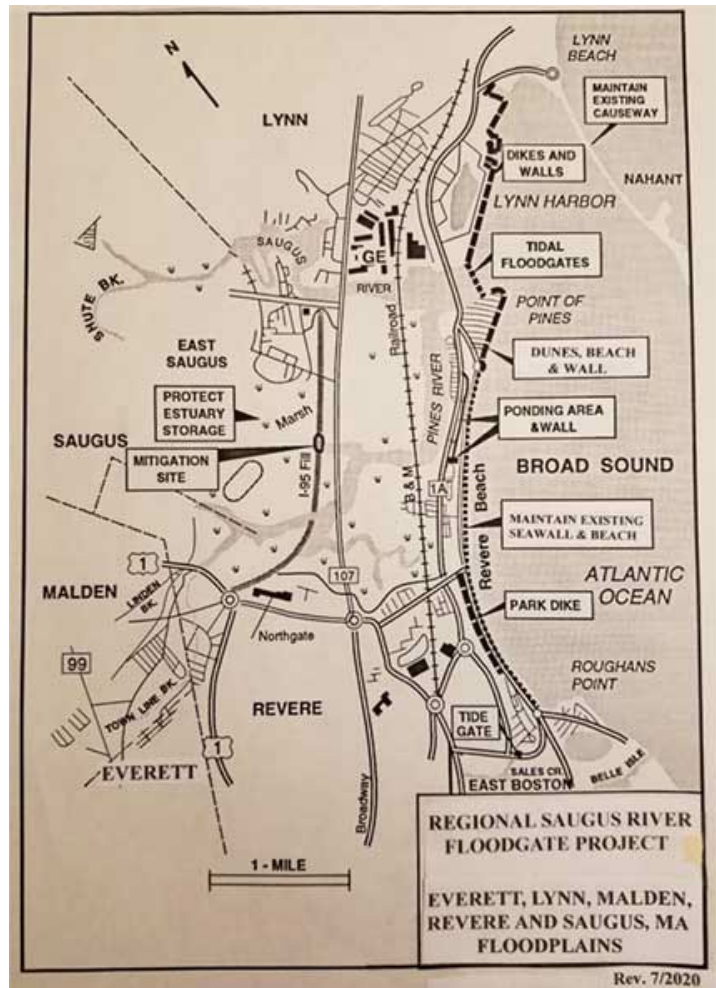 N
LYNN
BEACH
MAINTAIN
EXISTING
CAUSEWAY
LYNN
DIKES AND
WALLS
NAHANT
LYNN HARBOR
SAUGUS
GE
TIDAL
FLOODGATES
SHUTE BK.
RIVER
POINT OF
PINES
Railroad
EAST
SAUGUS
DUNES, BEACH
& WALL
PROTECT
ESTUARY
STORAGE
Marsh
PINES RIVER
PONDING AREA
&WALL
SAUGUS
MITIGATION
SITE
I-95 Fill
B & M
1A
Revere Beach
BROAD SOUND
MAINTAIN EXISTING
SEAWALL & BEACH
1
107
MALDEN
LINDEN
BK.
ATLANTIC
OCEAN
PARK DIKE
Northgate
99
TOWN LINE BK.
REVERE
ROUGHANS
POINT
1
TIDE
GATE
EVERETT
SALES CR.
EAST BOSTON
BELLE ISLE
Broadway
1 - MILE
REGIONAL SAUGUS RIVER
FLOODGATE PROJECT
EVERETT, LYNN, MALDEN,
REVERE AND SAUGUS, MA
FLOODPLAINS
Rev. 7/2020